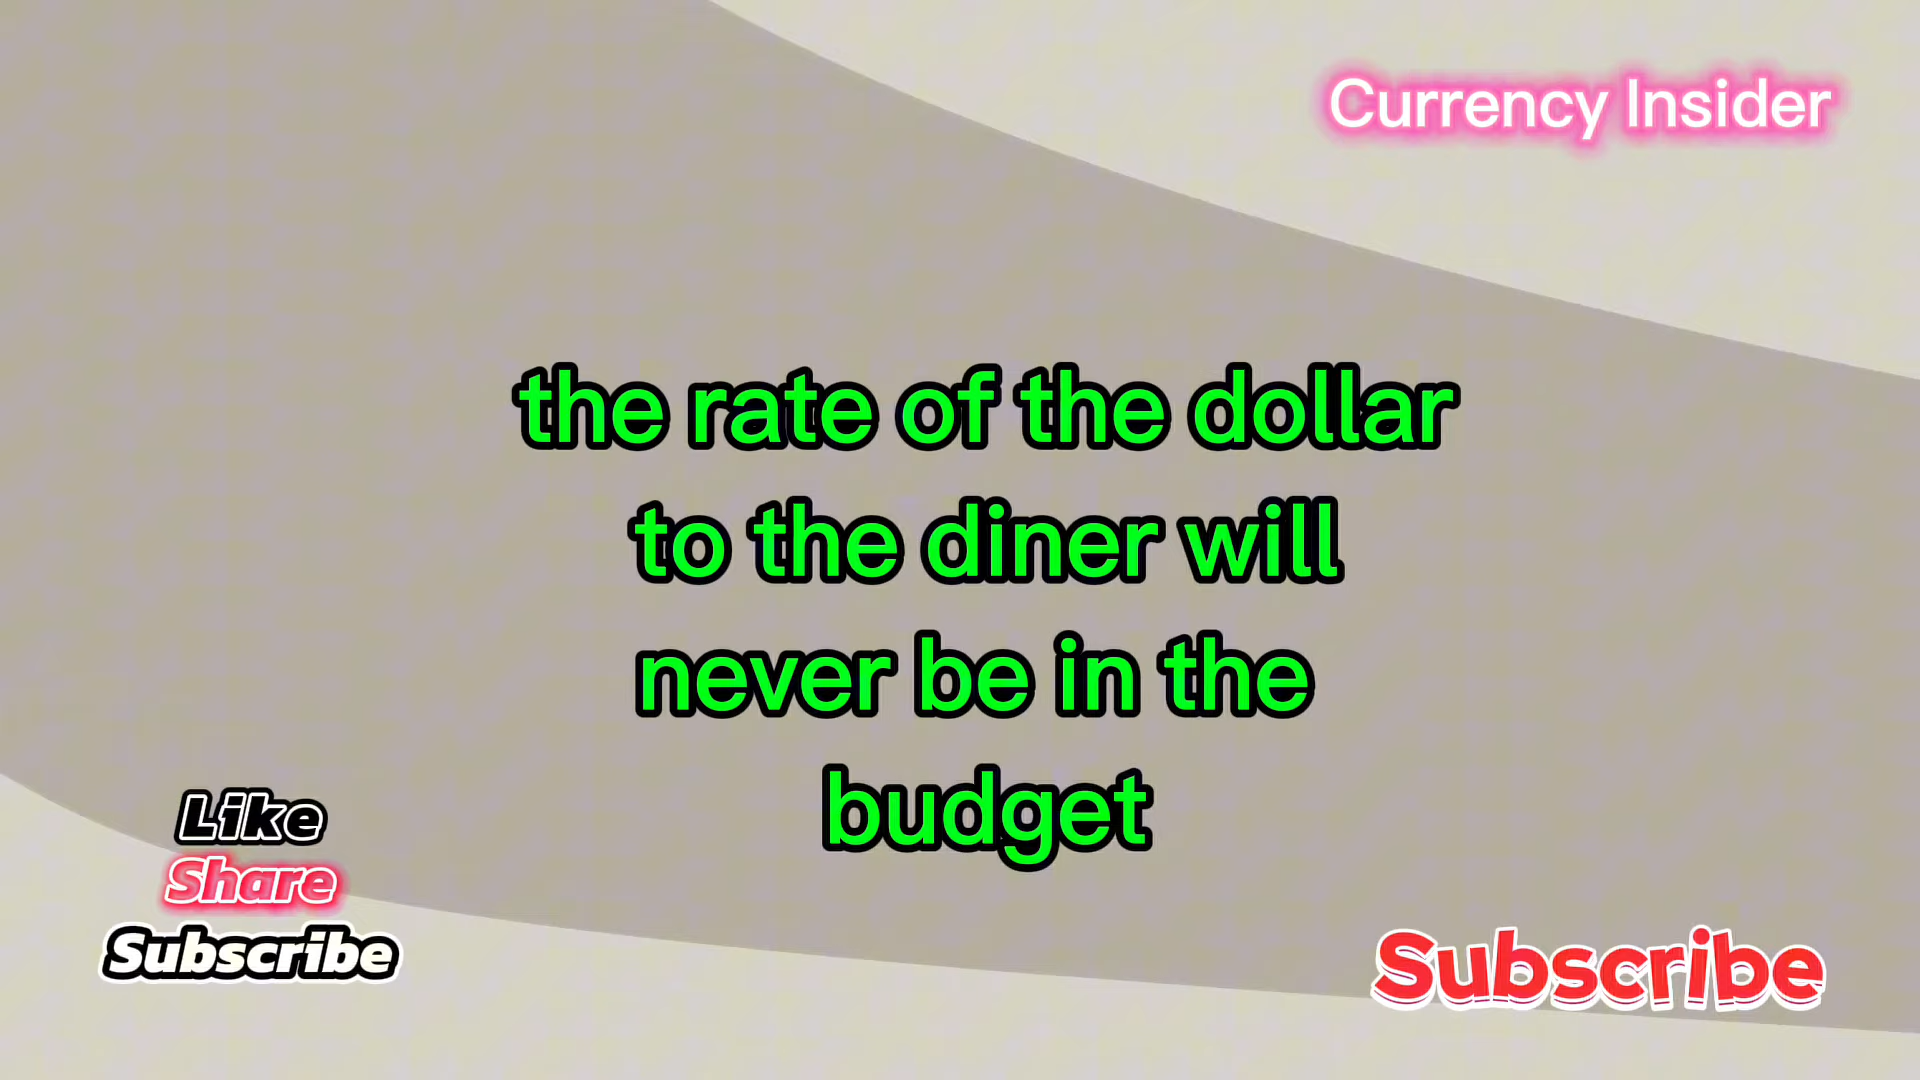 Currency Insider
the rate of the dollar
to the diner will
never be in the
budget
Like
Share
Subscribe
Subscribe